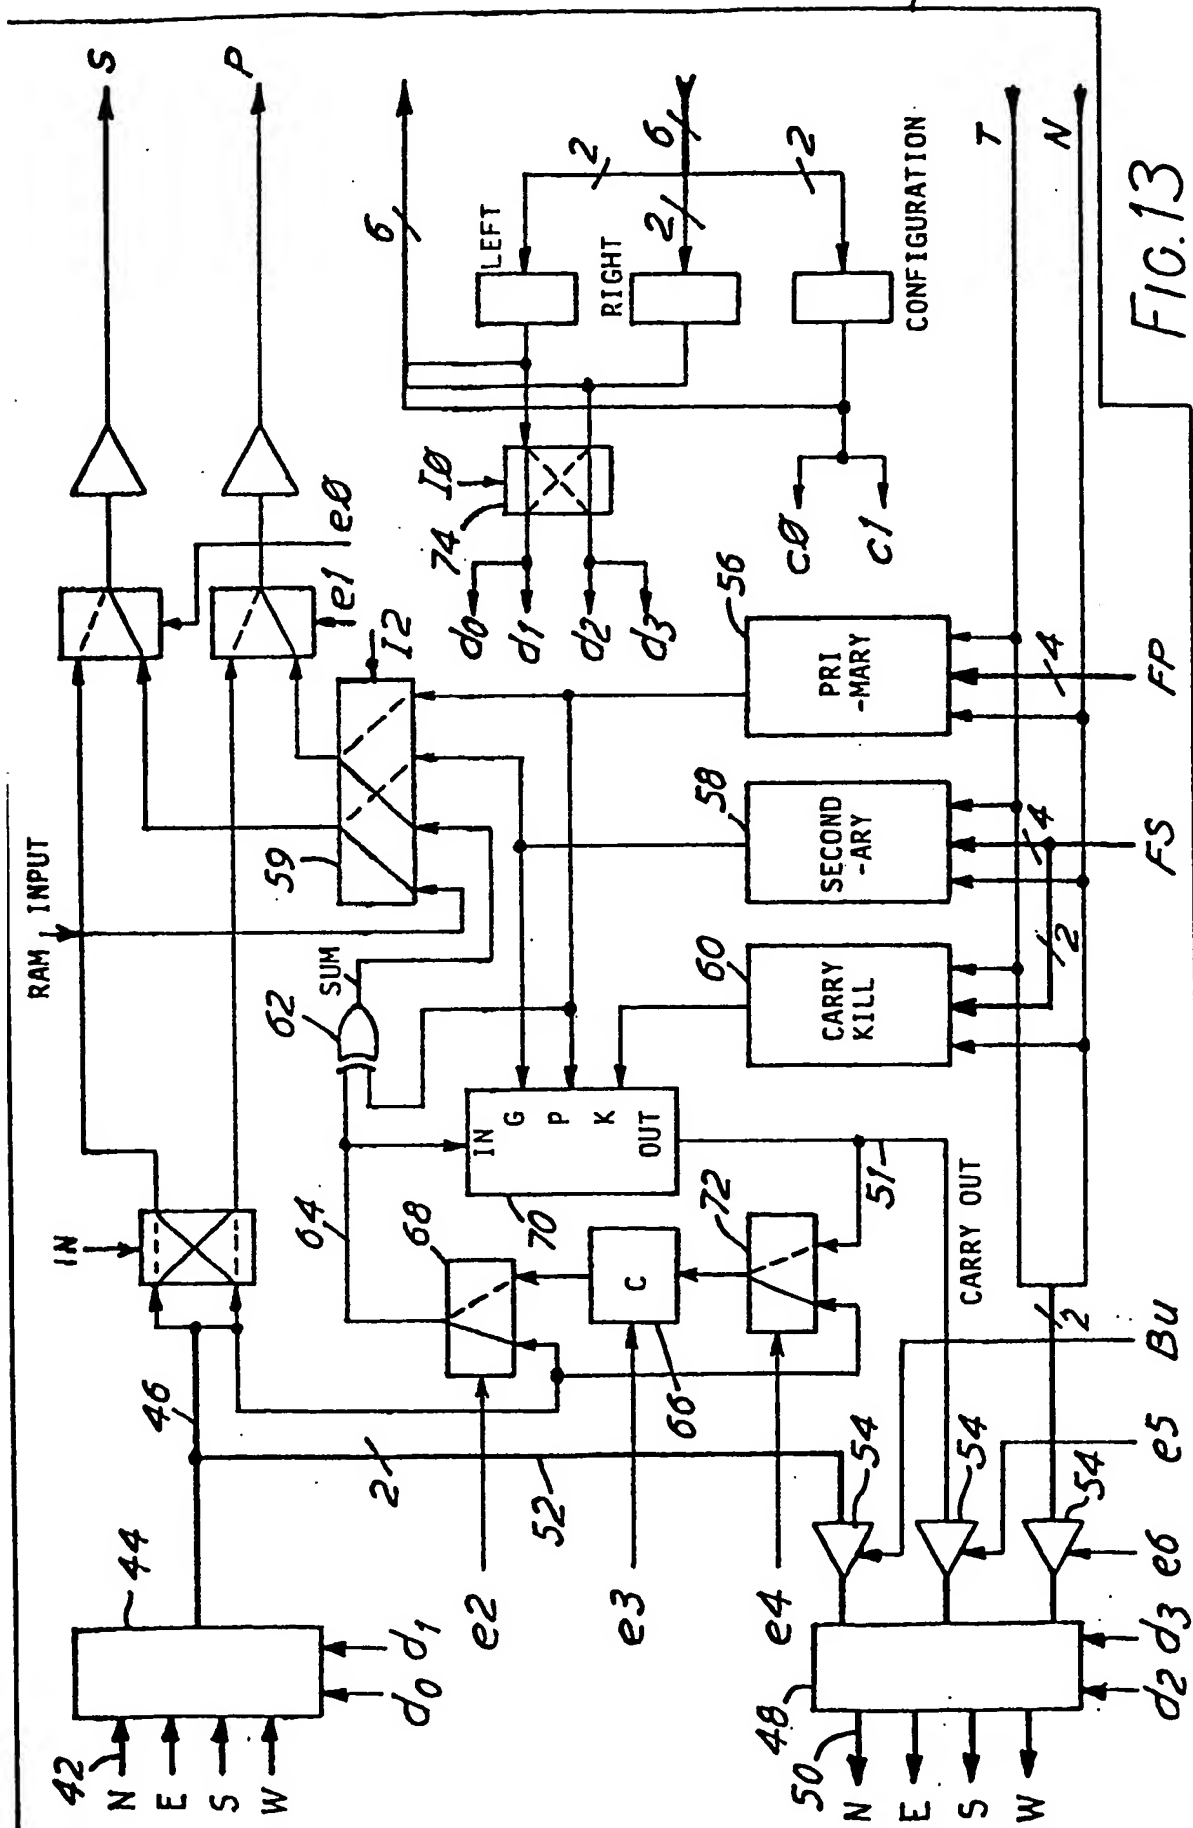 FIG. 13
S
P
RAM INPUT
IN
e0
e1
I2
59
SUM
62
46
64
IN
G
P
K
OUT
70
68
C
66
72
51
CARRY OUT
2
52
44
42
N
E
S
W
d0
d1
e2
e3
e4
48
50
N
E
S
W
d2
d3
e6
e5
BU
54
54
54
2
60
CARRY
KILL
58
SECOND
-ARY
56
PRI
-MARY
2
4
4
FS
FP
6
6
2
2
2
LEFT
RIGHT
CONFIGURATION
74
I0
d0
d1
d2
d3
c0
c1
T
N